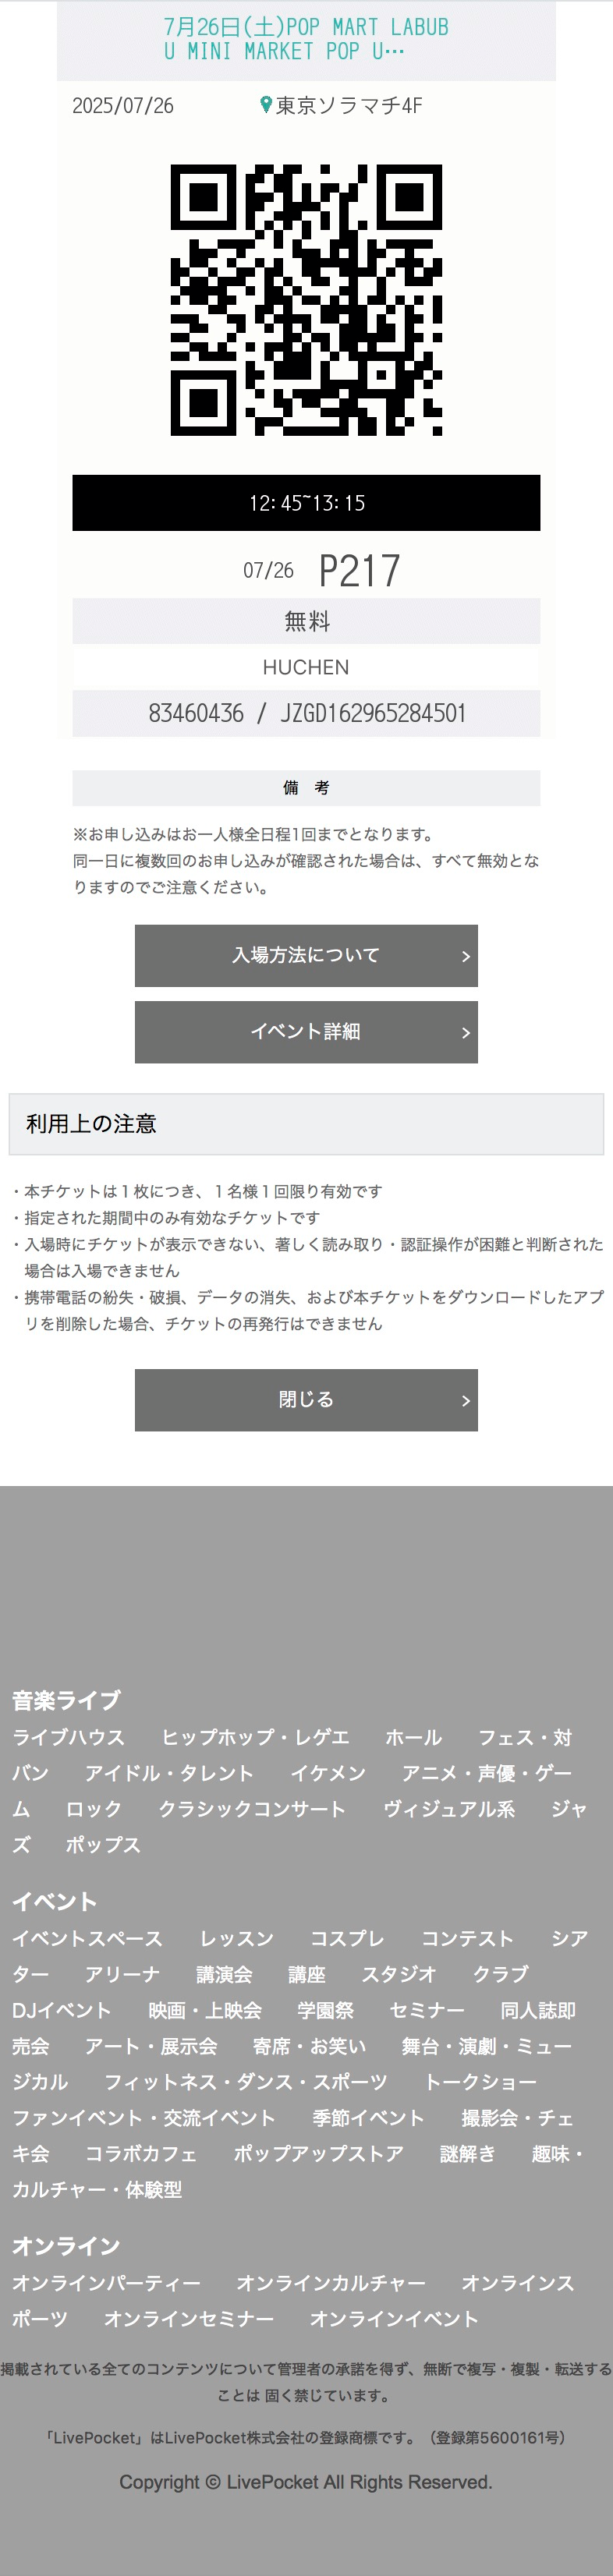 7月26日(土)POP MART LABUB
U MINI MARKET POP U…
2025/07/26 東京ソラマチ4F
12:45~13:15
07/26 P217
無料
HUCHEN
83460436 / JZGD162965284501
備 考
※お申し込みはお一人様全日程1回までとなります。
同一日に複数回のお申し込みが確認された場合は、すべて無効とな
りますのでご注意ください。
入場方法について
イベント詳細
利用上の注意
・本チケットは１枚につき、１名様１回限り有効です
・指定された期間中のみ有効なチケットです
・入場時にチケットが表示できない、著しく読み取り・認証操作が困難と判断された
場合は入場できません
・携帯電話の紛失・破損、データの消失、および本チケットをダウンロードしたアプ
リを削除した場合、チケットの再発行はできません
閉じる
音楽ライブ
ライブハウス ヒップホップ・レゲエ ホール フェス・対
バン アイドル・タレント イケメン アニメ・声優・ゲー
ム ロック クラシックコンサート ヴィジュアル系 ジャ
ズ ポップス
イベント
イベントスペース レッスン コスプレ コンテスト シア
ター アリーナ 講演会 講座 スタジオ クラブ
DJイベント 映画・上映会 学園祭 セミナー 同人誌即
売会 アート・展示会 寄席・お笑い 舞台・演劇・ミュー
ジカル フィットネス・ダンス・スポーツ トークショー
ファンイベント・交流イベント 季節イベント 撮影会・チェ
キ会 コラボカフェ ポップアップストア 謎解き 趣味・
カルチャー・体験型
オンライン
オンラインパーティー オンラインカルチャー オンラインス
ポーツ オンラインセミナー オンラインイベント
掲載されている全てのコンテンツについて管理者の承諾を得ず、無断で複写・複製・転送する
ことは 固く禁じています。
「LivePocket」はLivePocket株式会社の登録商標です。（登録第5600161号）
Copyright © LivePocket All Rights Reserved.